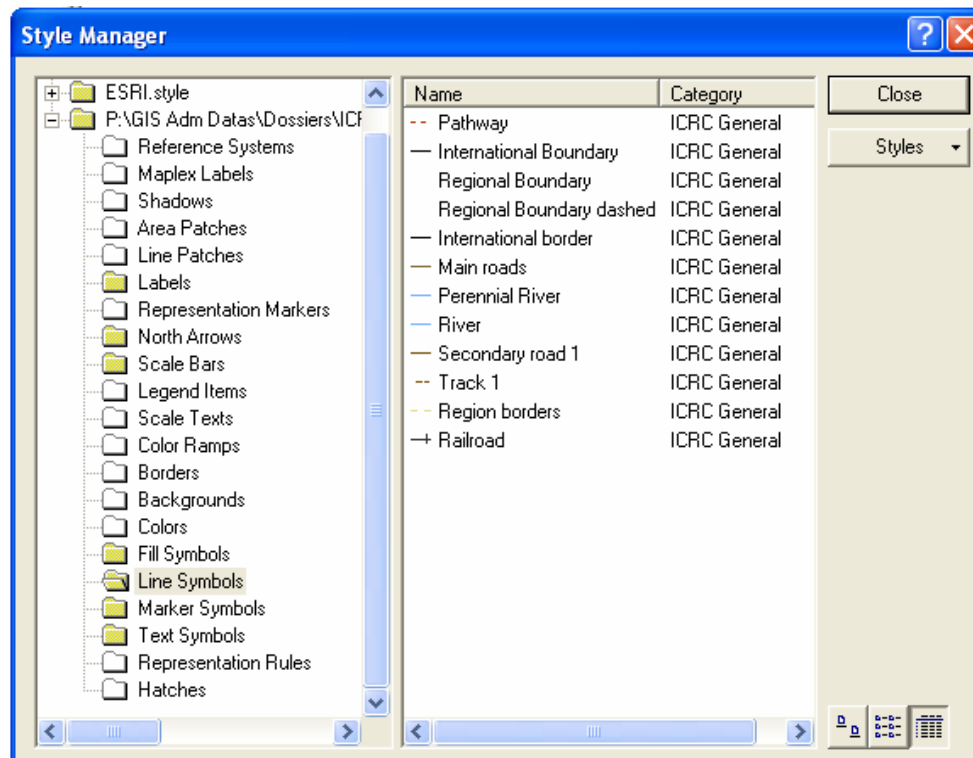 Style Manager
ESRI.style
P:\GIS Adm Datas\Dossiers\ICF
Reference Systems
Maplex Labels
Shadows
Area Patches
Line Patches
Labels
Representation Markers
North Arrows
Scale Bars
Legend Items
Scale Texts
Color Ramps
Borders
Backgrounds
Colors
Fill Symbols
Line Symbols
Marker Symbols
Text Symbols
Representation Rules
Hatches
Name Category
Pathway ICRC General
International Boundary ICRC General
Regional Boundary ICRC General
Regional Boundary dashed ICRC General
International border ICRC General
Main roads ICRC General
Perennial River ICRC General
River ICRC General
Secondary road 1 ICRC General
Track 1 ICRC General
Region borders ICRC General
Railroad ICRC General
Close
Styles